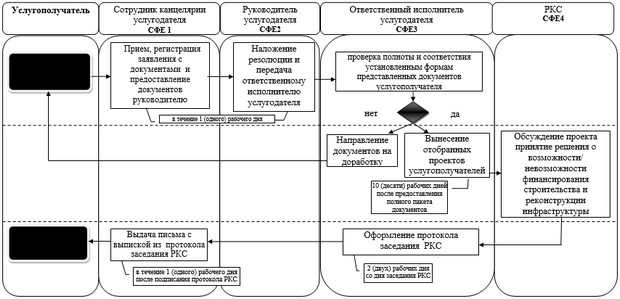 Услугополучатель
Сотрудник канцелярии
услугодателя
СФЕ 1
Руководитель
услугодателя
СФЕ2
Ответственный исполнитель
услугодателя
СФЕ3
РКС
СФЕ4
Прием, регистрация
заявления с
документами и
предоставление
документов
руководителю
Наложение
резолюции и
передача
ответственному
исполнителю
услугодателя
проверка полноты и соответствия
установленным формам
представленных документов
услугополучателя
в течение 1 (одного) рабочего дня
нет
да
Направление
документов на
доработку
Вынесение
отобранных
проектов
услугополучателей
Обсуждение проекта
принятие решения о
возможности/
невозможности
финансирования
строительства и
реконструкции
инфраструктуры
10 (десяти) рабочих дней
после предоставления
полного пакета
документов
Выдача письма с
выпиской из протокола
заседания РКС
Оформление протокола
заседания РКС
в течение 1 (одного) рабочего дня
после подписания протокола РКС
2 (двух) рабочих дня
со дня заседания РКС